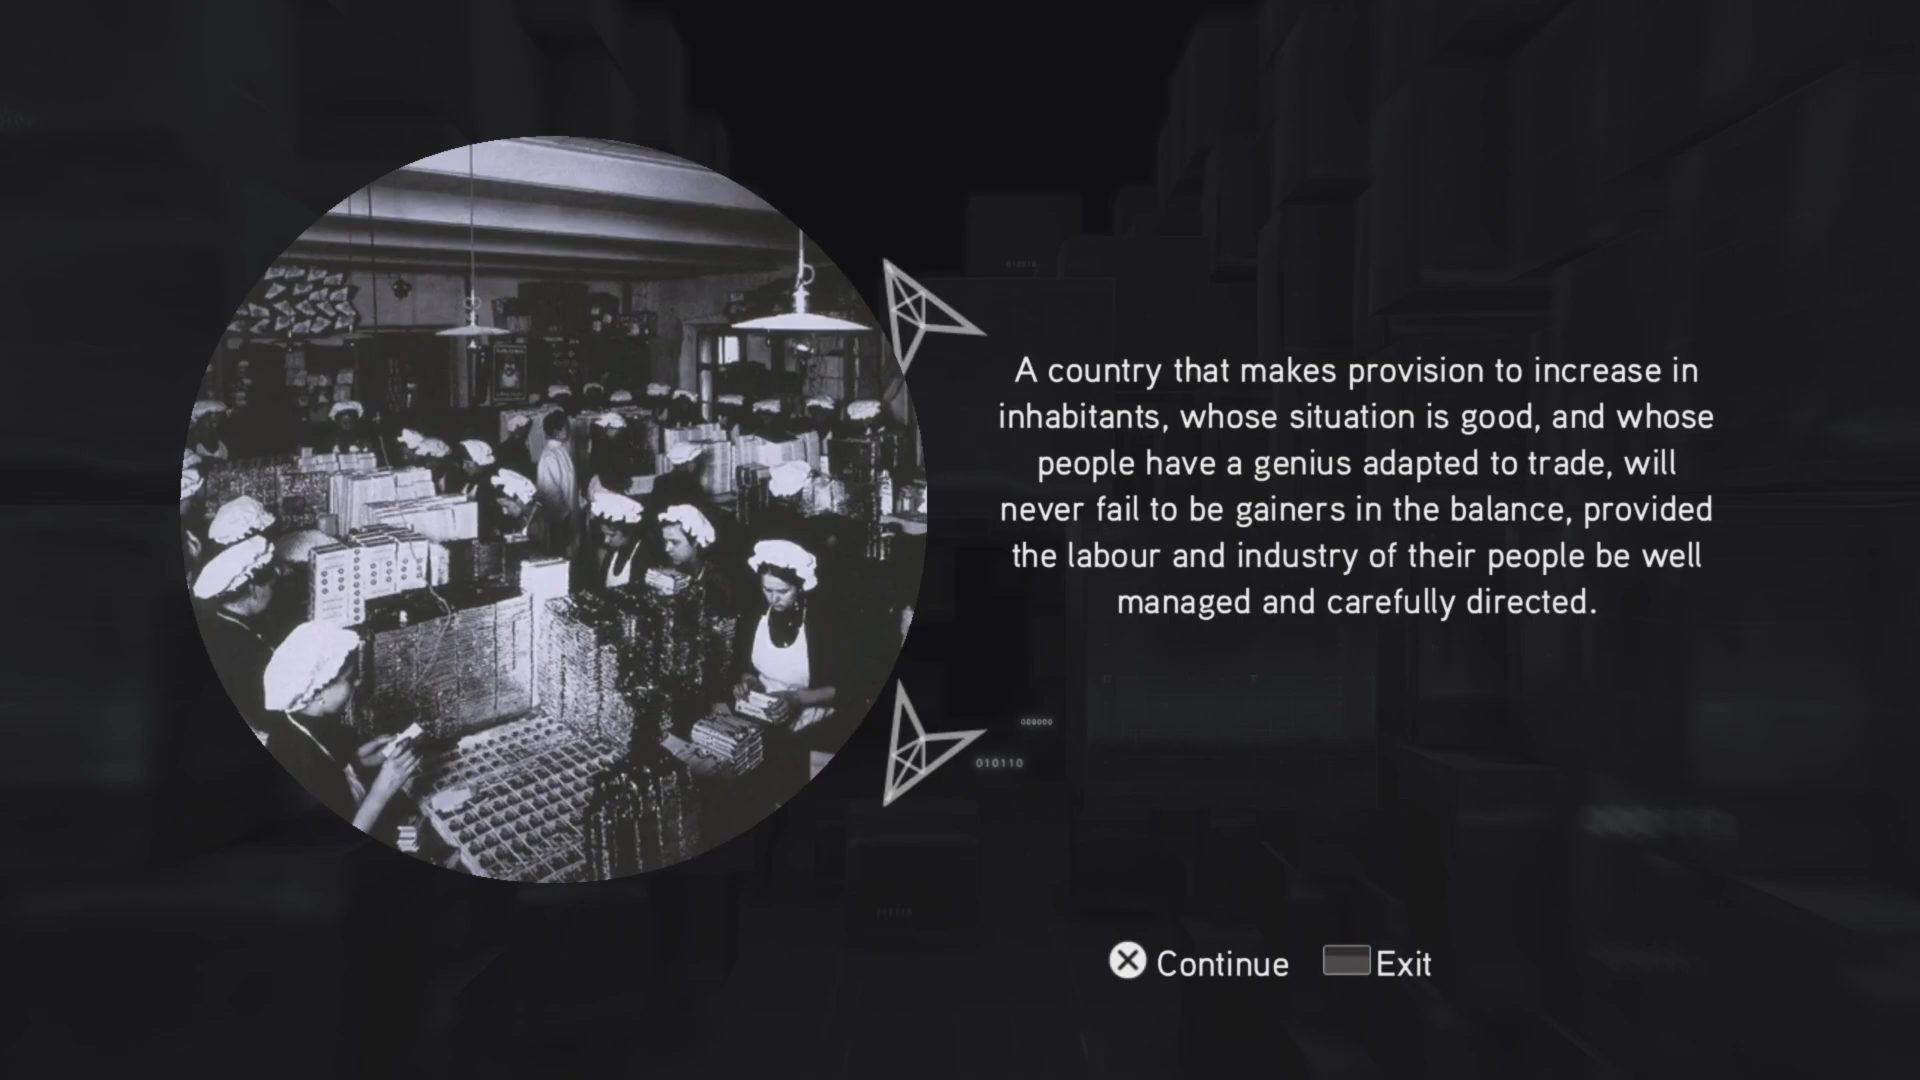 A country that makes provision to increase in
inhabitants, whose situation is good, and whose
people have a genius adapted to trade, will
never fail to be gainers in the balance, provided
the labour and industry of their people be well
managed and carefully directed.
000000
010110
Continue
Exit